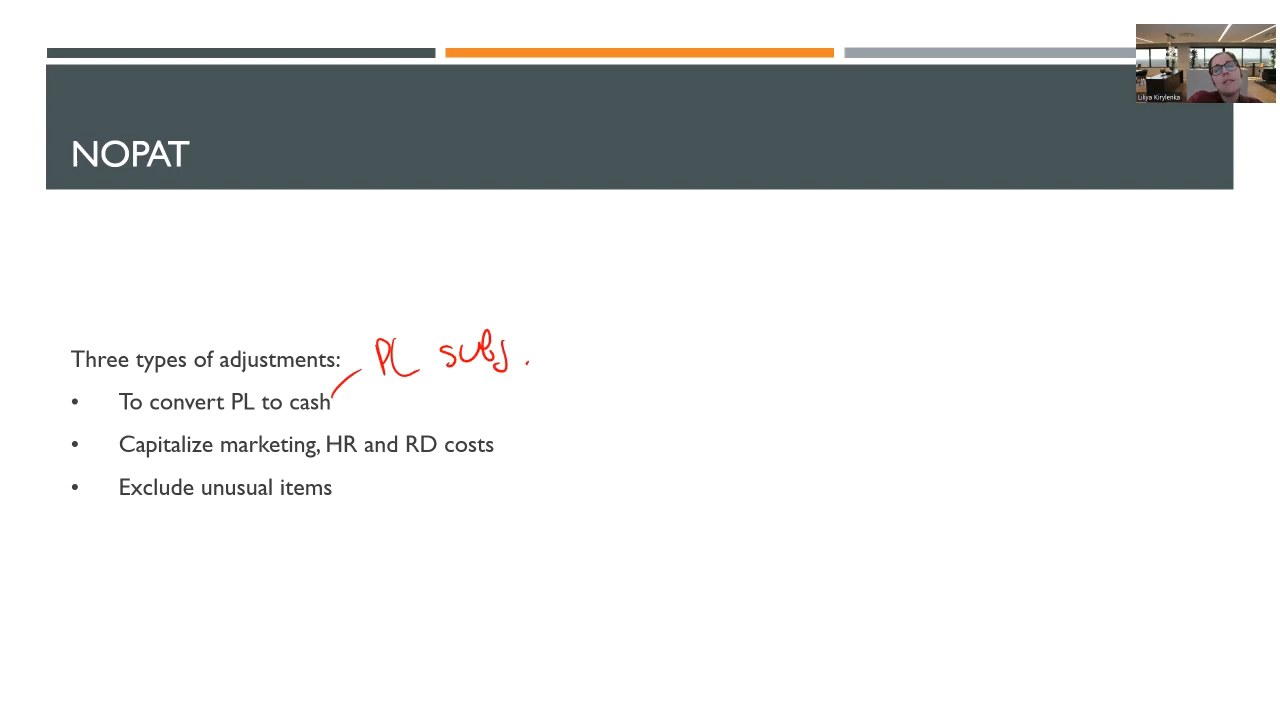 Liliya Kirylenka
NOPAT
Three types of adjustments: PL subj.
• To convert PL to cash
• Capitalize marketing, HR and RD costs
• Exclude unusual items